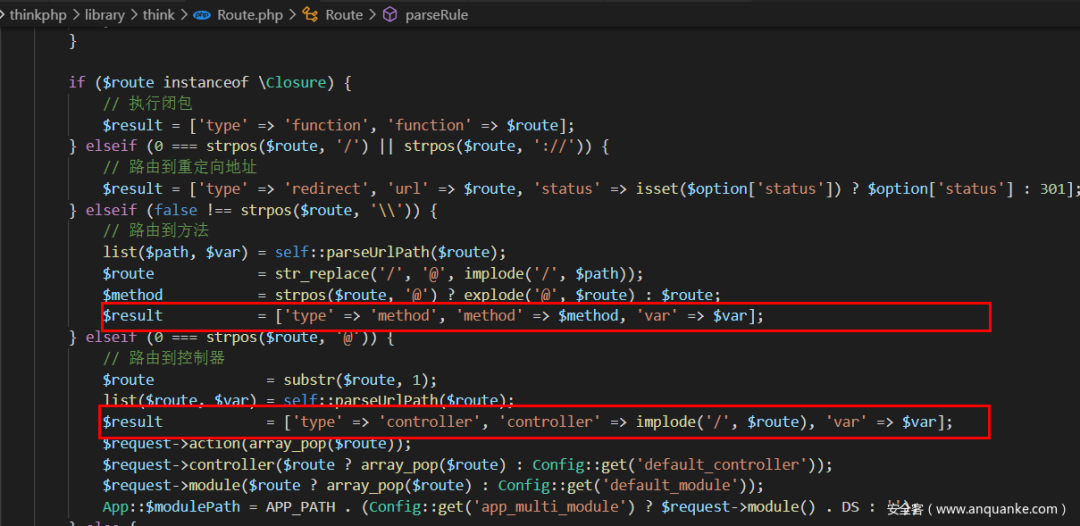 thinkphp > library > think > Route.php > Route > parseRule
}
if ($route instanceof \Closure) {
// 执行闭包
$result = ['type' => 'function', 'function' => $route];
} elseif (0 === strpos($route, '/') || strpos($route, '://')) {
// 路由到重定向地址
$result = ['type' => 'redirect', 'url' => $route, 'status' => isset($option['status']) ? $option['status'] : 301];
} elseif (false !== strpos($route, '\\')) {
// 路由到方法
list($path, $var) = self::parseUrlPath($route);
$route = str_replace('/', '@', implode('/', $path));
$method = strpos($route, '@') ? explode('@', $route) : $route;
$result = ['type' => 'method', 'method' => $method, 'var' => $var];
} elseif (0 === strpos($route, '@')) {
// 路由到控制器
$route = substr($route, 1);
list($route, $var) = self::parseUrlPath($route);
$result = ['type' => 'controller', 'controller' => implode('/', $route), 'var' => $var];
$request->action(array_pop($route));
$request->controller($route ? array_pop($route) : Config::get('default_controller'));
$request->module($route ? array_pop($route) : Config::get('default_module'));
App::$modulePath = APP_PATH . (Config::get('app_multi_module') ? $request->module() . DS :
安全客（www.anquanke.com）
} else {